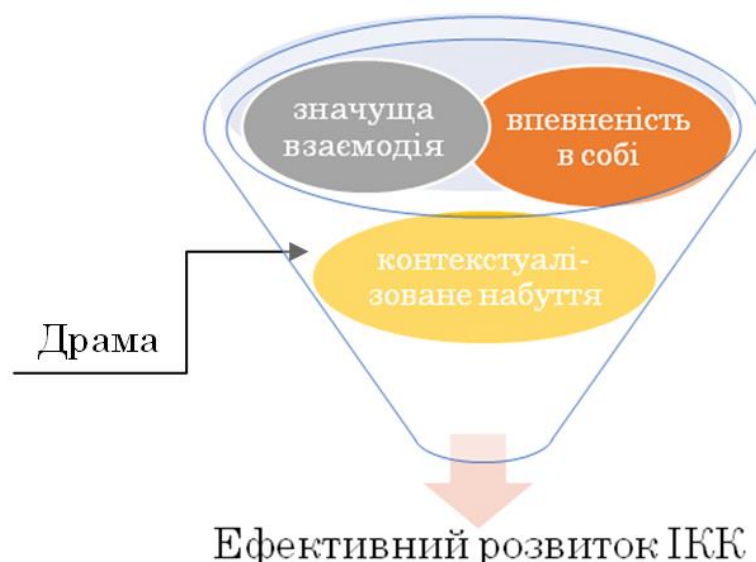 значуща
взаємодія
впевненість
в собі
контекстуалі-
зоване набуття
Драма
Ефективний розвиток ІКК